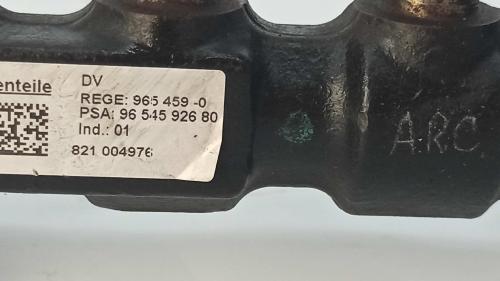 enteile
DV
REGE: 965 459 -0
PSA: 96 545 926 80
Ind.: 01
821 004976
ARC